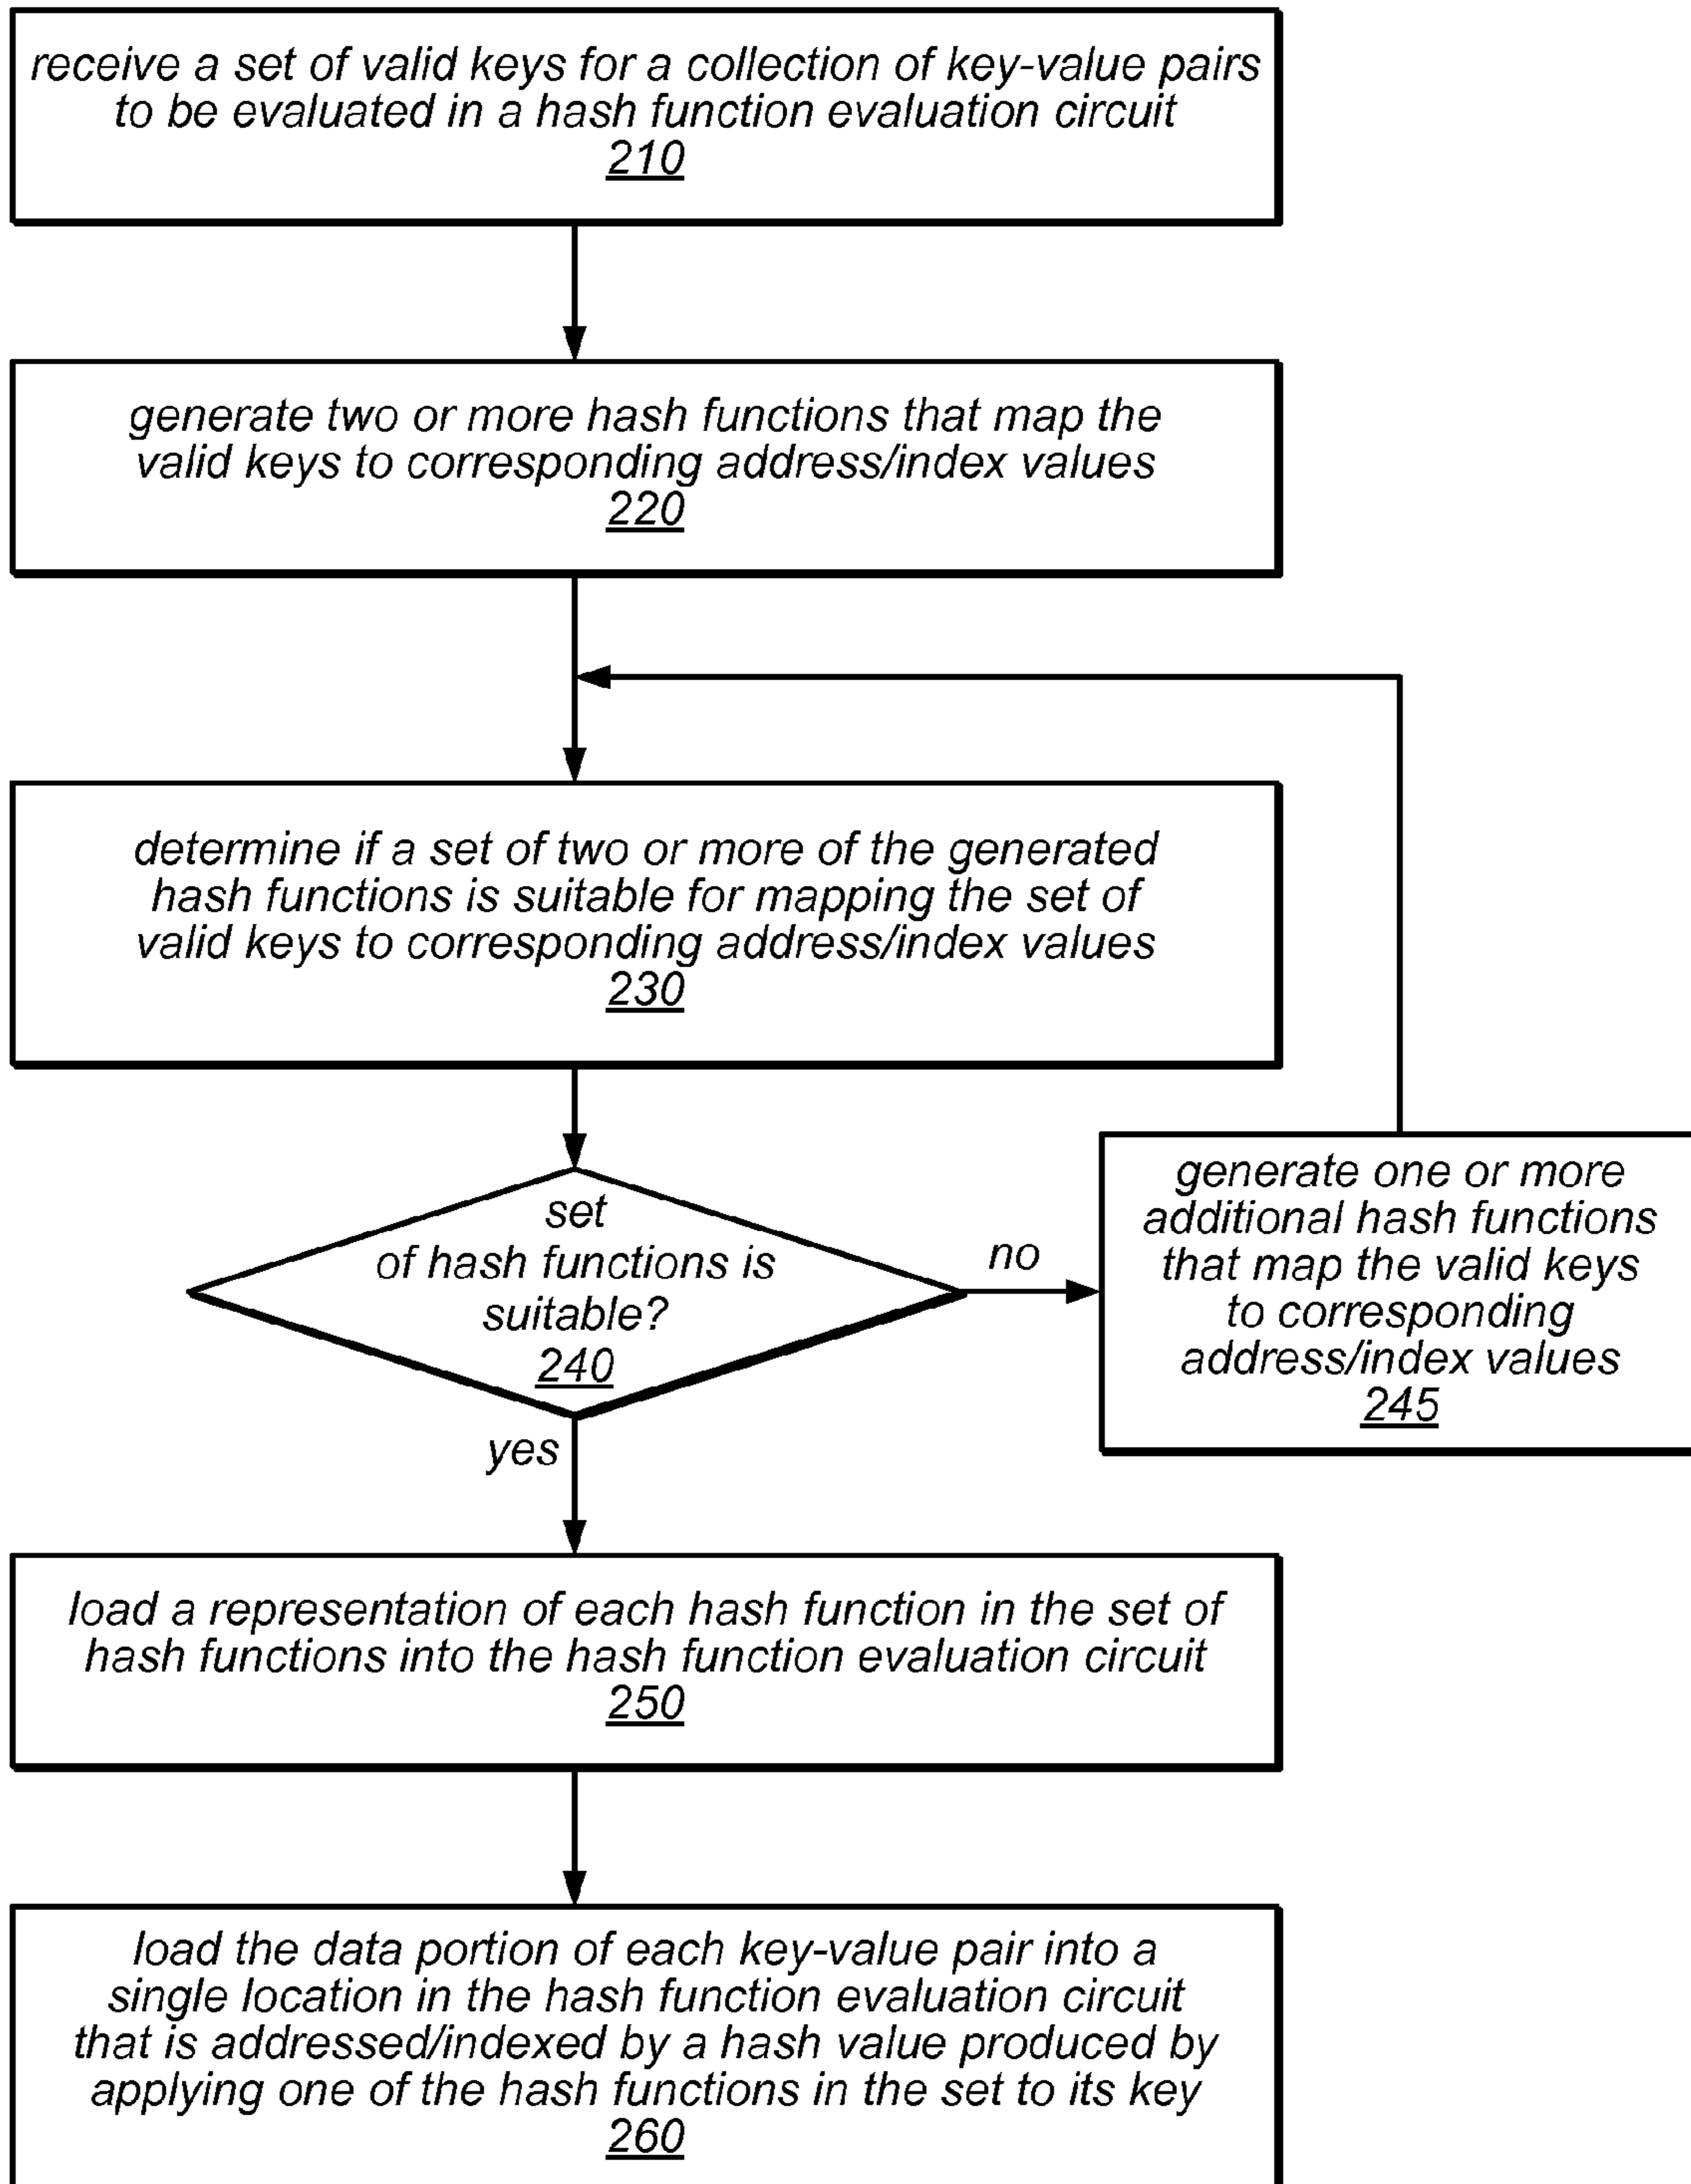 receive a set of valid keys for a collection of key-value pairs
to be evaluated in a hash function evaluation circuit
210
generate two or more hash functions that map the
valid keys to corresponding address/index values
220
determine if a set of two or more of the generated
hash functions is suitable for mapping the set of
valid keys to corresponding address/index values
230
set
of hash functions is
suitable?
240
no
generate one or more
additional hash functions
that map the valid keys
to corresponding
address/index values
245
yes
load a representation of each hash function in the set of
hash functions into the hash function evaluation circuit
250
load the data portion of each key-value pair into a
single location in the hash function evaluation circuit
that is addressed/indexed by a hash value produced by
applying one of the hash functions in the set to its key
260